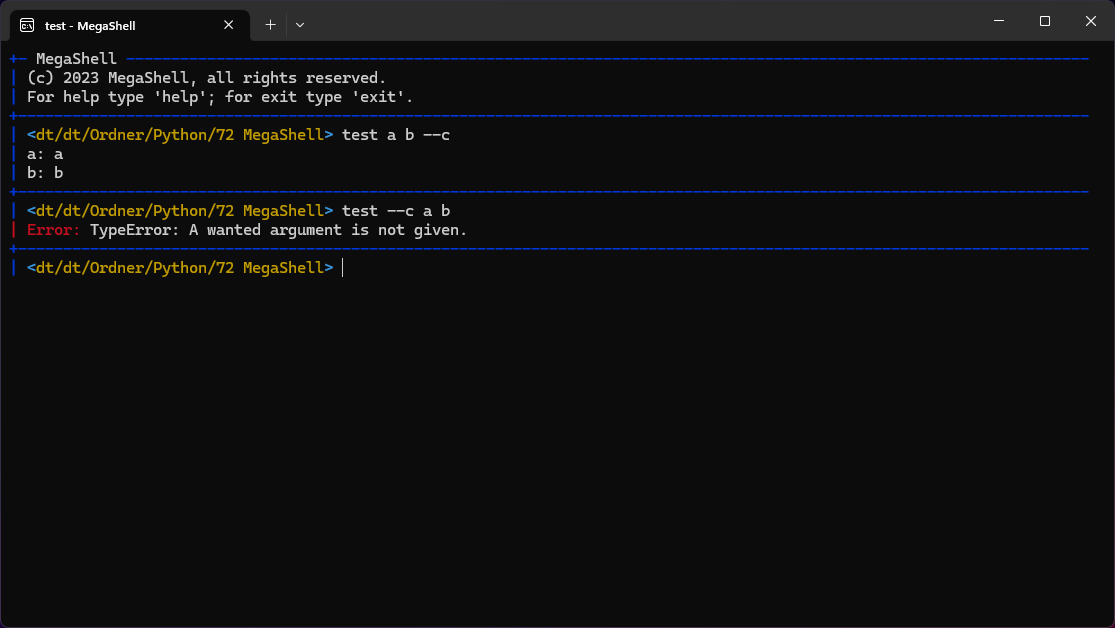 test - MegaShell
MegaShell
(c) 2023 MegaShell, all rights reserved.
For help type 'help'; for exit type 'exit'.
<dt/dt/Ordner/Python/72 MegaShell> test a b --c
a: a
b: b
<dt/dt/Ordner/Python/72 MegaShell> test --c a b
Error: TypeError: A wanted argument is not given.
<dt/dt/Ordner/Python/72 MegaShell>